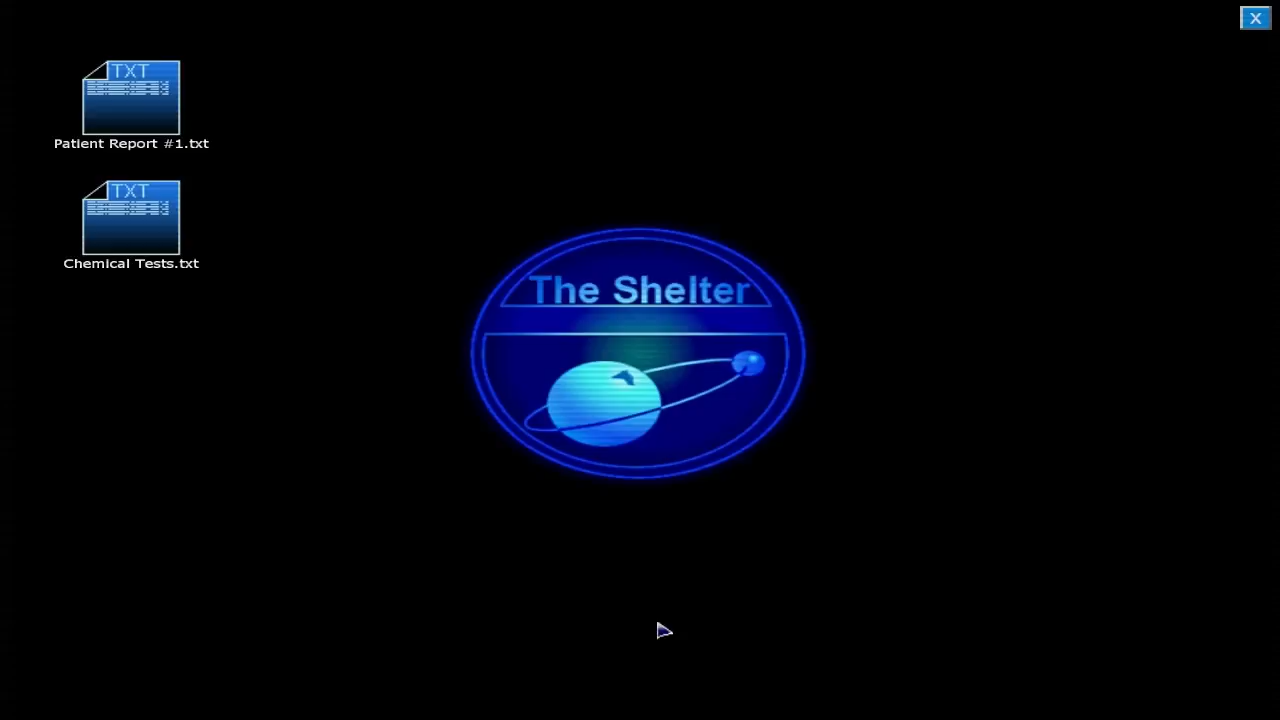 X
TXT
Patient Report #1.txt
TXT
Chemical Tests.txt
The Shelter